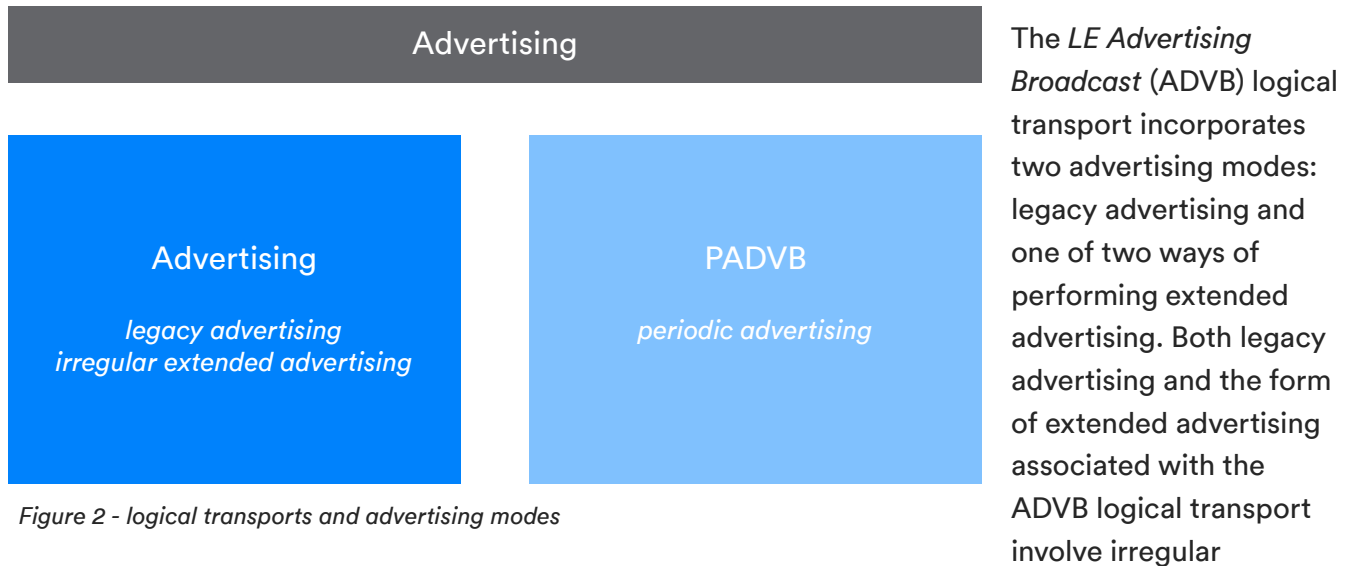 Advertising
Advertising
legacy advertising
irregular extended advertising
PADVB
periodic advertising
Figure 2 - logical transports and advertising modes
The LE Advertising
Broadcast (ADVB) logical
transport incorporates
two advertising modes:
legacy advertising and
one of two ways of
performing extended
advertising. Both legacy
advertising and the form
of extended advertising
associated with the
ADVB logical transport
involve irregular